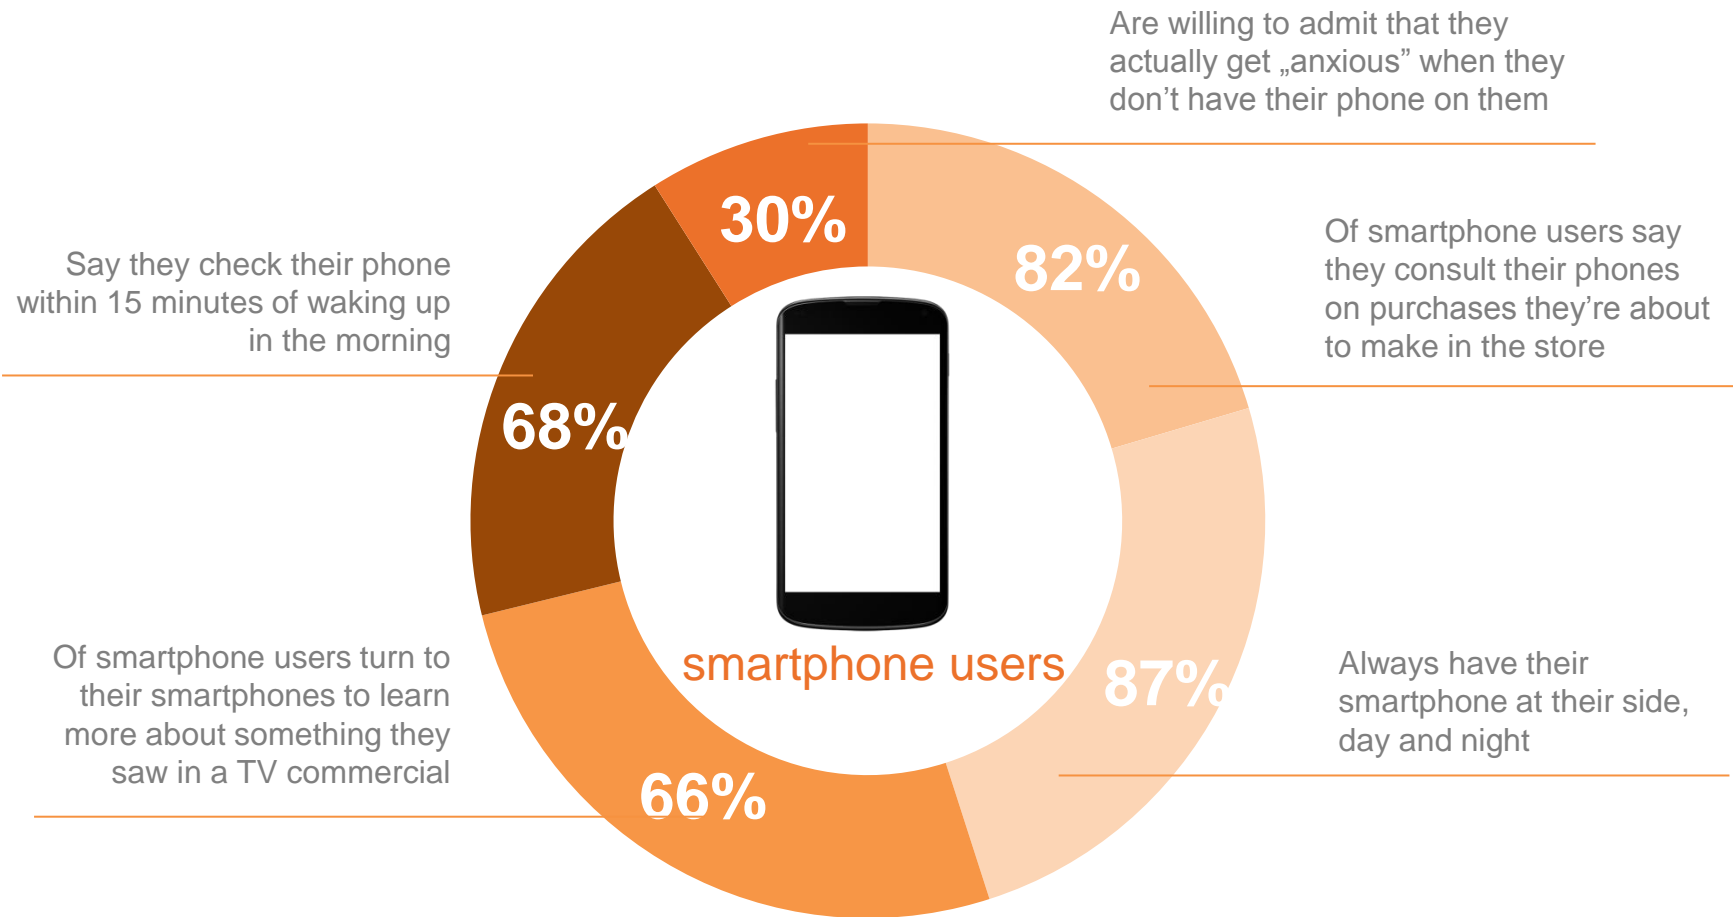 Are willing to admit that they
actually get „anxious” when they
don’t have their phone on them
30%
82%
Of smartphone users say
they consult their phones
on purchases they’re about
to make in the store
Say they check their phone
within 15 minutes of waking up
in the morning
68%
smartphone users
87%
Always have their
smartphone at their side,
day and night
Of smartphone users turn to
their smartphones to learn
more about something they
saw in a TV commercial
66%